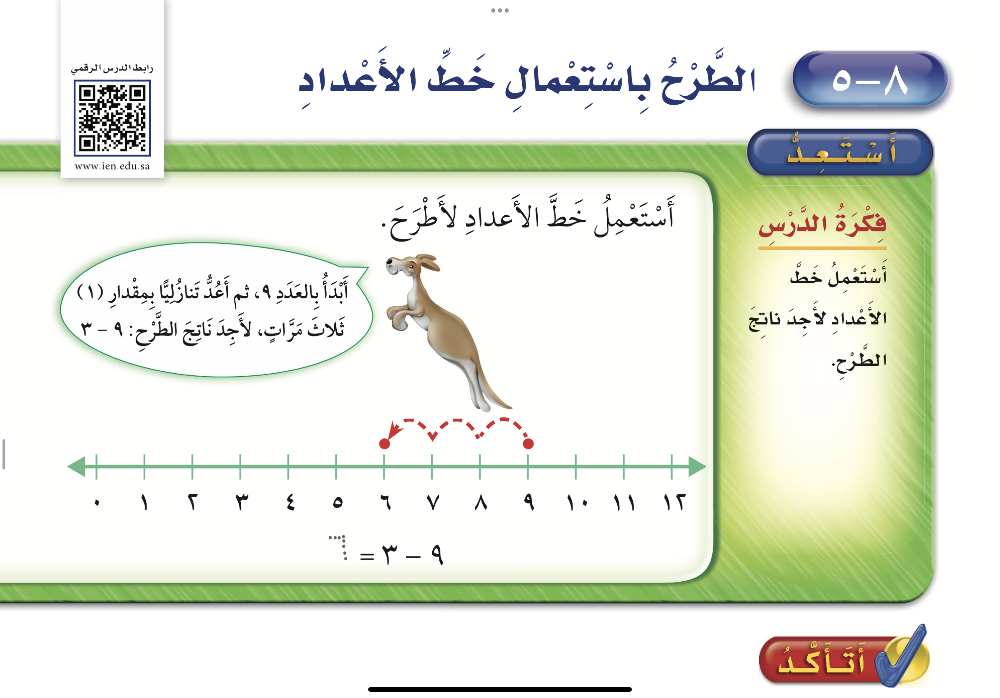 ٨–٥
الطَّرْحُ بِاسْتِعْمالِ خَطِّ الأَعْدادِ
رابط الدرس الرقمي
www.ien.edu.sa
أَسْتَعِدُّ
فِكْرَةُ الدَّرْسِ
أَسْتَعْمِلُ خَطَّ
الأَعْدادِ لأَجِدَ ناتِجَ
الطَّرْحِ.
أَسْتَعْمِلُ خَطَّ الأَعدادِ لأَطْرَحَ.
أَبْدَأُ بِالعَدَدِ ٩، ثم أَعُدُّ تَنازُلِيًّا بِمِقْدارِ (١)
ثَلاثَ مَرَّاتٍ، لأَجِدَ نَاتِجَ الطَّرْحِ: ٩ – ٣
٠ ١ ٢ ٣ ٤ ٥ ٦ ٧ ٨ ٩ ١٠ ١١ ١٢
٩ – ٣ = ٦
أَتَأَكَّدُ